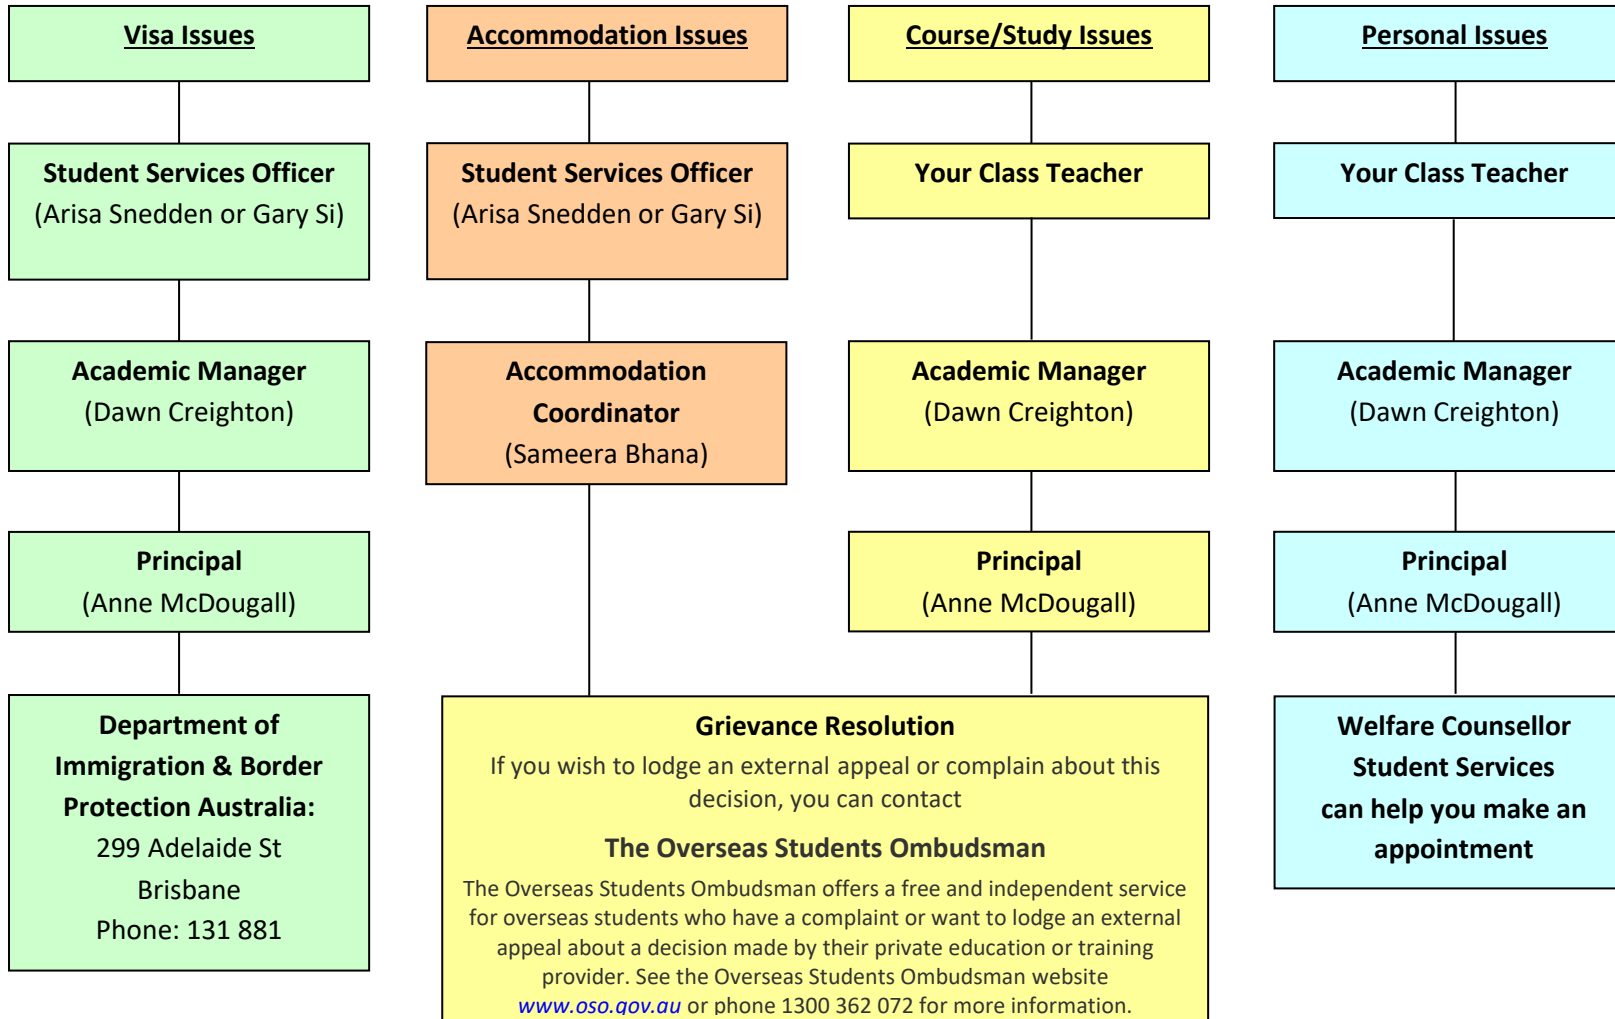 Visa Issues
Student Services Officer
(Arisa Snedden or Gary Si)
Academic Manager
(Dawn Creighton)
Principal
(Anne McDougall)
Department of
Immigration & Border
Protection Australia:
299 Adelaide St
Brisbane
Phone: 131 881
Accommodation Issues
Student Services Officer
(Arisa Snedden or Gary Si)
Accommodation
Coordinator
(Sameera Bhana)
Course/Study Issues
Your Class Teacher
Academic Manager
(Dawn Creighton)
Principal
(Anne McDougall)
Grievance Resolution
If you wish to lodge an external appeal or complain about this
decision, you can contact
The Overseas Students Ombudsman
The Overseas Students Ombudsman offers a free and independent service
for overseas students who have a complaint or want to lodge an external
appeal about a decision made by their private education or training
provider. See the Overseas Students Ombudsman website
www.oso.gov.au or phone 1300 362 072 for more information.
Personal Issues
Your Class Teacher
Academic Manager
(Dawn Creighton)
Principal
(Anne McDougall)
Welfare Counsellor
Student Services
can help you make an
appointment